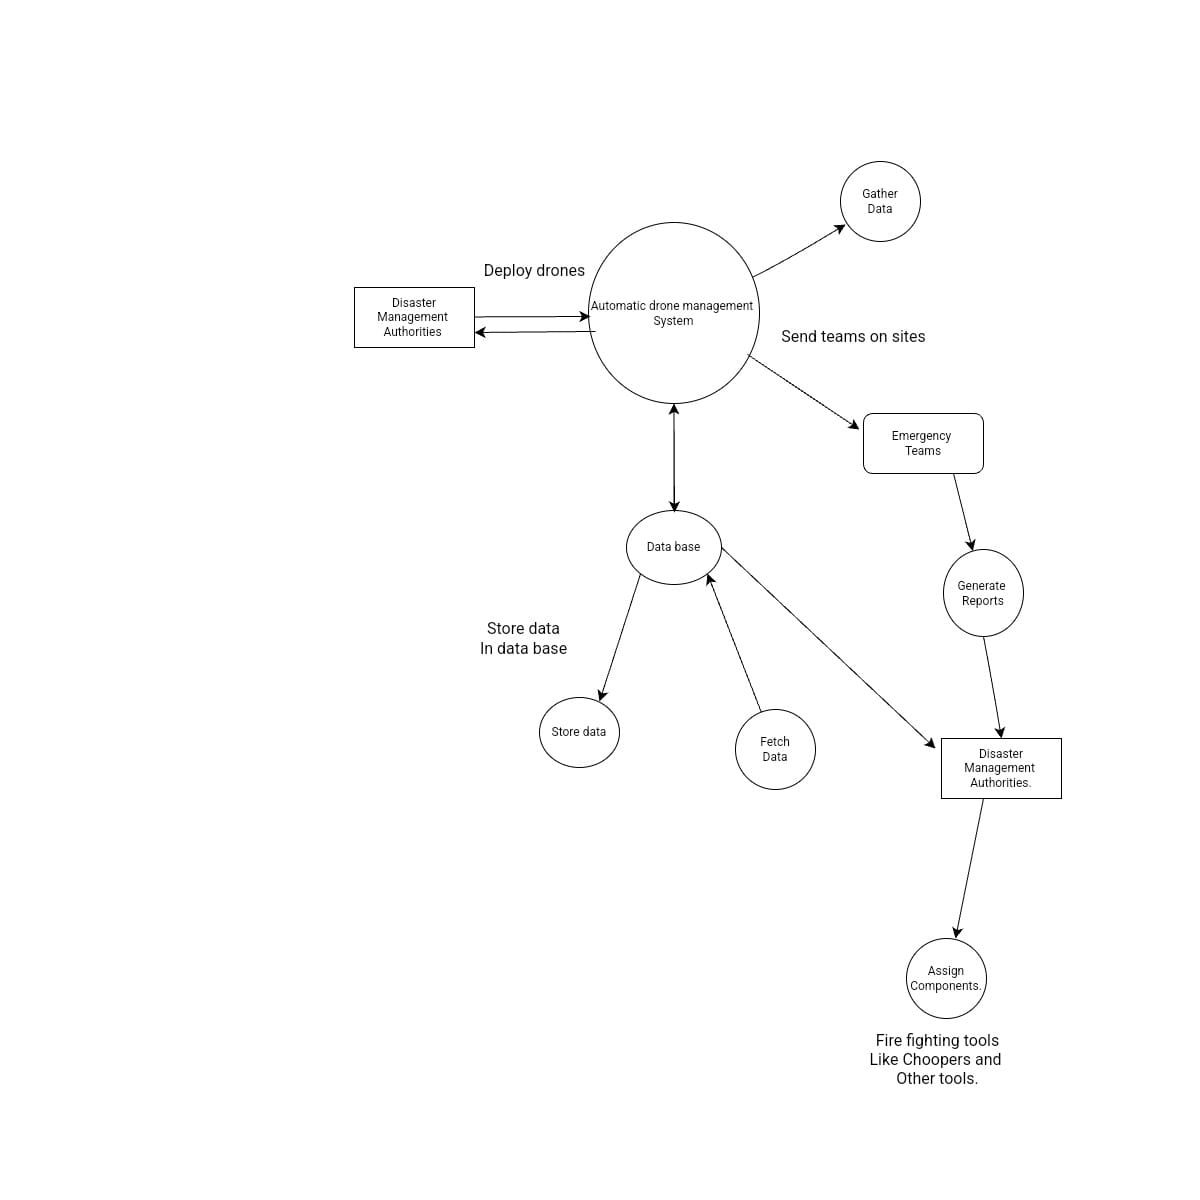 Gather
Data
Deploy drones
Disaster
Management
Authorities
Automatic drone management
System
Send teams on sites
Emergency
Teams
Data base
Generate
Reports
Store data
In data base
Store data
Fetch
Data
Disaster
Management
Authorities.
Assign
Components.
Fire fighting tools
Like Choopers and
Other tools.